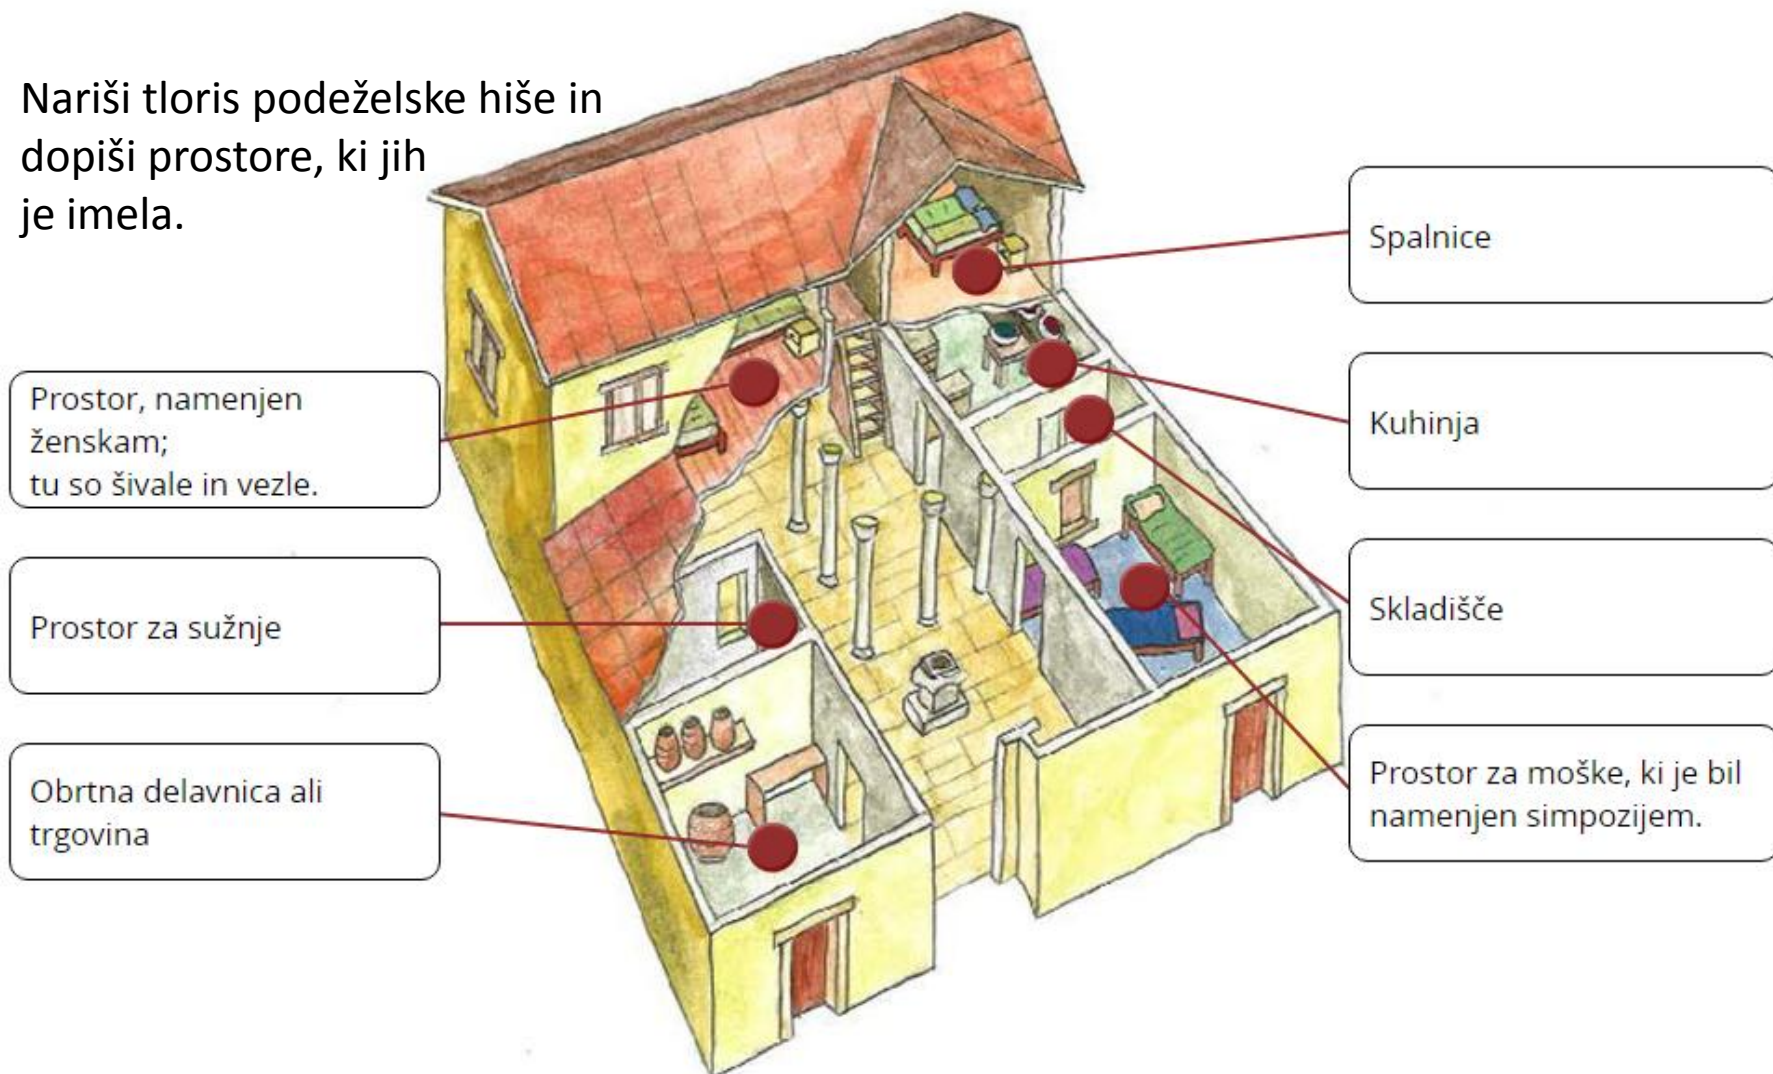 Nariši tloris podeželske hiše in
dopiši prostore, ki jih
je imela.
Prostor, namenjen
ženskam;
tu so šivale in vezle.
Prostor za sužnje
Obrtna delavnica ali
trgovina
Spalnice
Kuhinja
Skladišče
Prostor za moške, ki je bil
namenjen simpozijem.